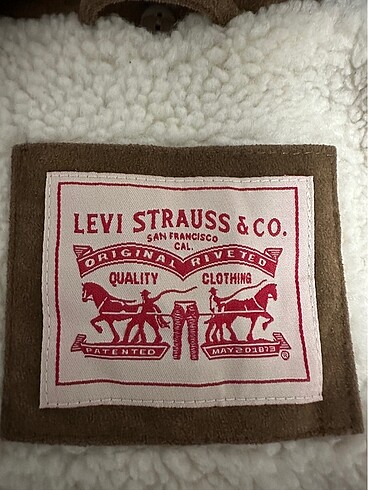 LEVI STRAUSS & CO.
SAN FRANCISCO
CAL.
ORIGINAL RIVETED
QUALITY CLOTHING
PATENTED MAY 20 1873
®